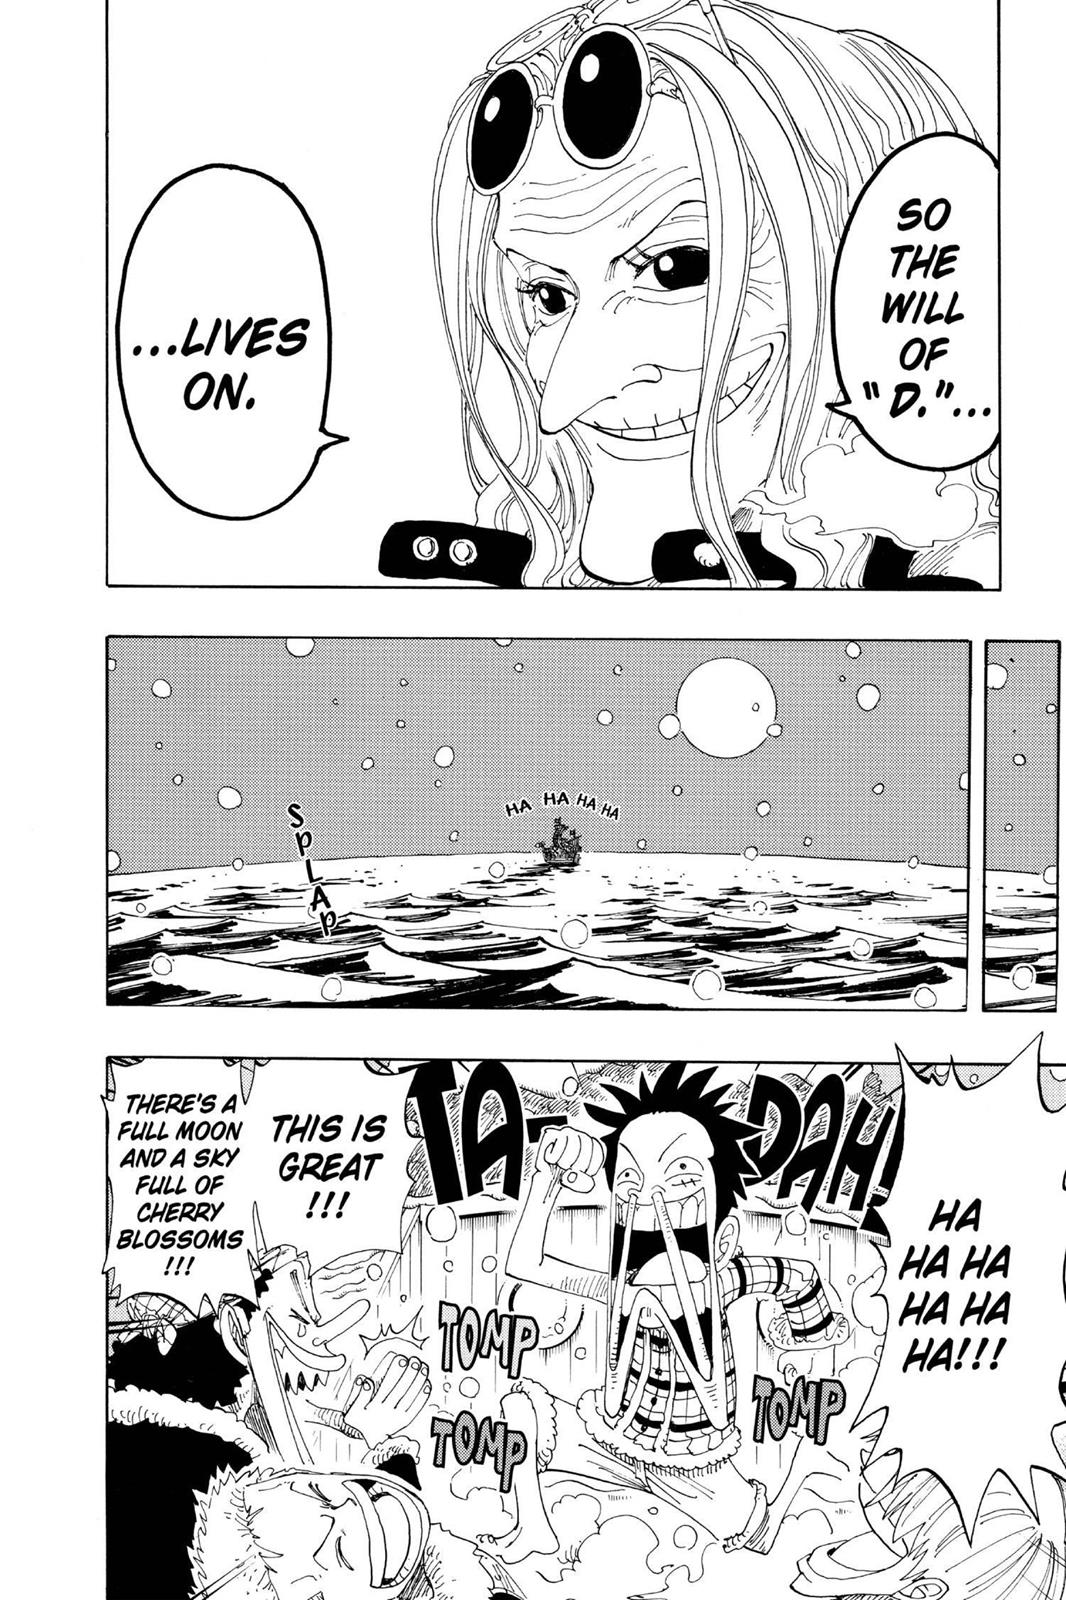 SO
THE
WILL
OF
"D."...
...LIVES
ON.
HA HA HA HA
SPLAP
HA
HA HA
HA HA
HA!!!
TA-DAH!
THIS IS
GREAT
!!!
THERE'S A
FULL MOON
AND A SKY
FULL OF
CHERRY
BLOSSOMS
!!!
TOMP
TOMP
TOMP